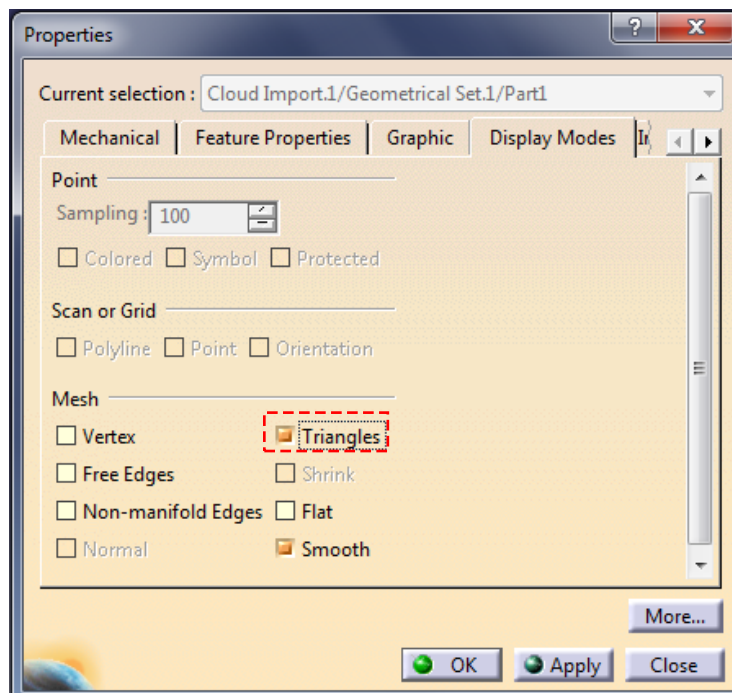 Properties
?
X
Current selection : Cloud Import.1/Geometrical Set.1/Part1
Mechanical Feature Properties Graphic Display Modes
Point
Sampling : 100
Colored Symbol Protected
Scan or Grid
Polyline Point Orientation
Mesh
Vertex Triangles
Free Edges Shrink
Non-manifold Edges Flat
Normal Smooth
More...
OK Apply Close